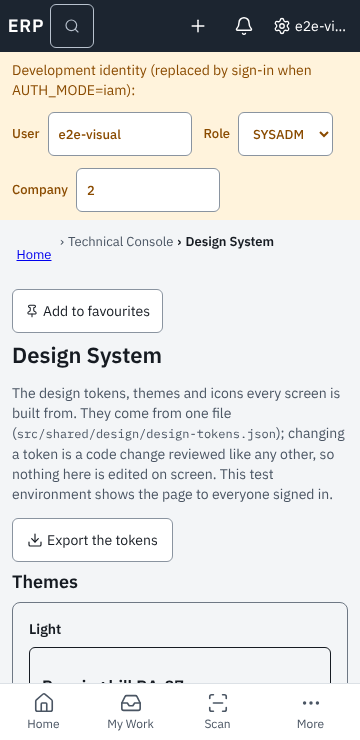 ERP
e2e-vi...
Development identity (replaced by sign-in when
AUTH_MODE=iam):
User e2e-visual Role SYSADM
Company 2
Home › Technical Console › Design System
Add to favourites
Design System
The design tokens, themes and icons every screen is
built from. They come from one file
(src/shared/design/design-tokens.json); changing
a token is a code change reviewed like any other, so
nothing here is edited on screen. This test
environment shows the page to everyone signed in.
Export the tokens
Themes
Light
Home My Work Scan More